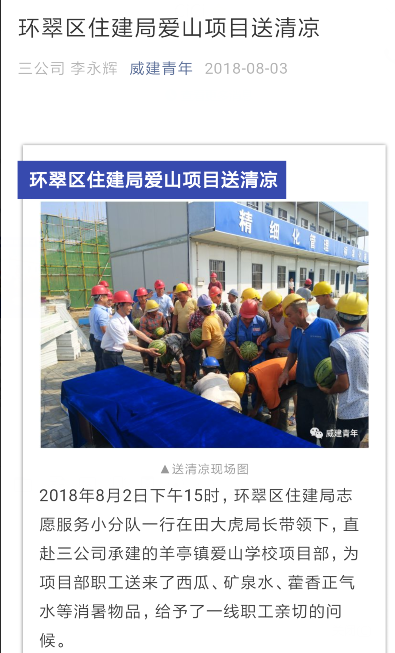 环翠区住建局爱山项目送清凉
三公司 李永辉 威建青年 2018-08-03
环翠区住建局爱山项目送清凉
精细化管理
威建青年
▲送清凉现场图
2018年8月2日下午15时，环翠区住建局志
愿服务小分队一行在田大虎局长带领下，直
赴三公司承建的羊亭镇爱山学校项目部，为
项目部职工送来了西瓜、矿泉水、藿香正气
水等消暑物品，给予了一线职工亲切的问
候。